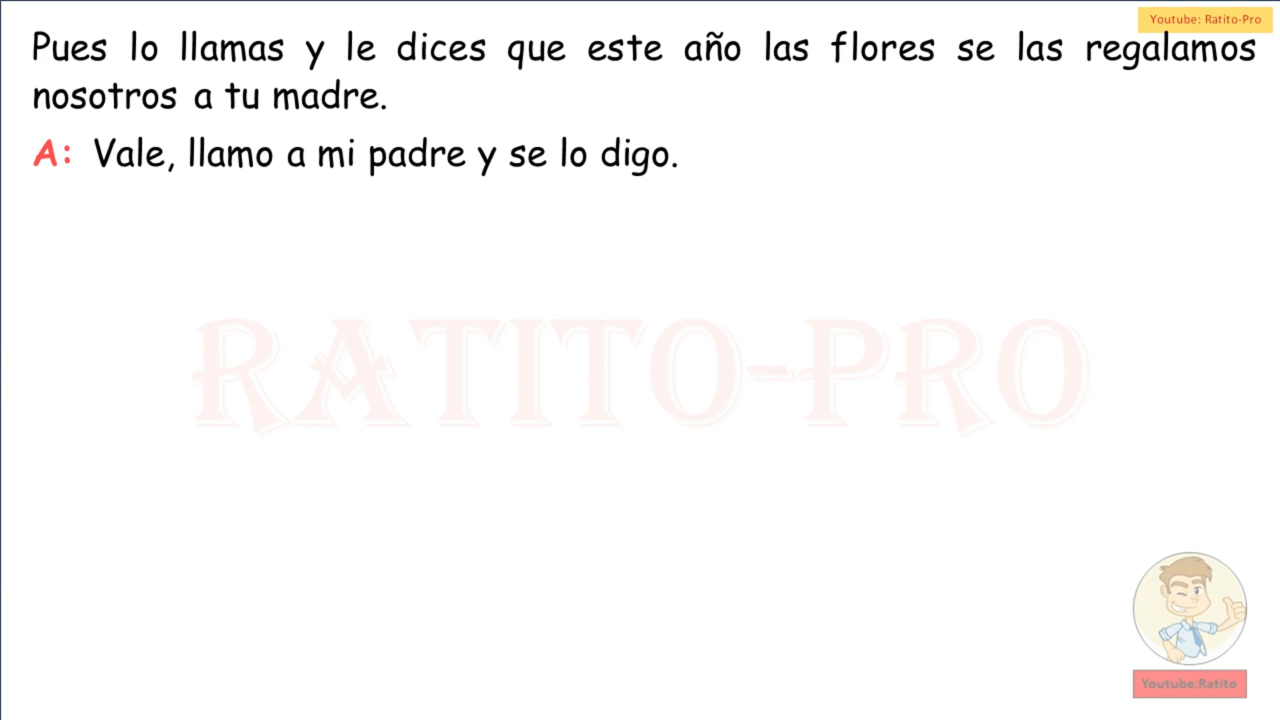 Youtube: Ratito-Pro
Pues lo llamas y le dices que este año las flores se las regalamos
nosotros a tu madre.
A: Vale, llamo a mi padre y se lo digo.
RATITO-PRO
Youtube:Ratito